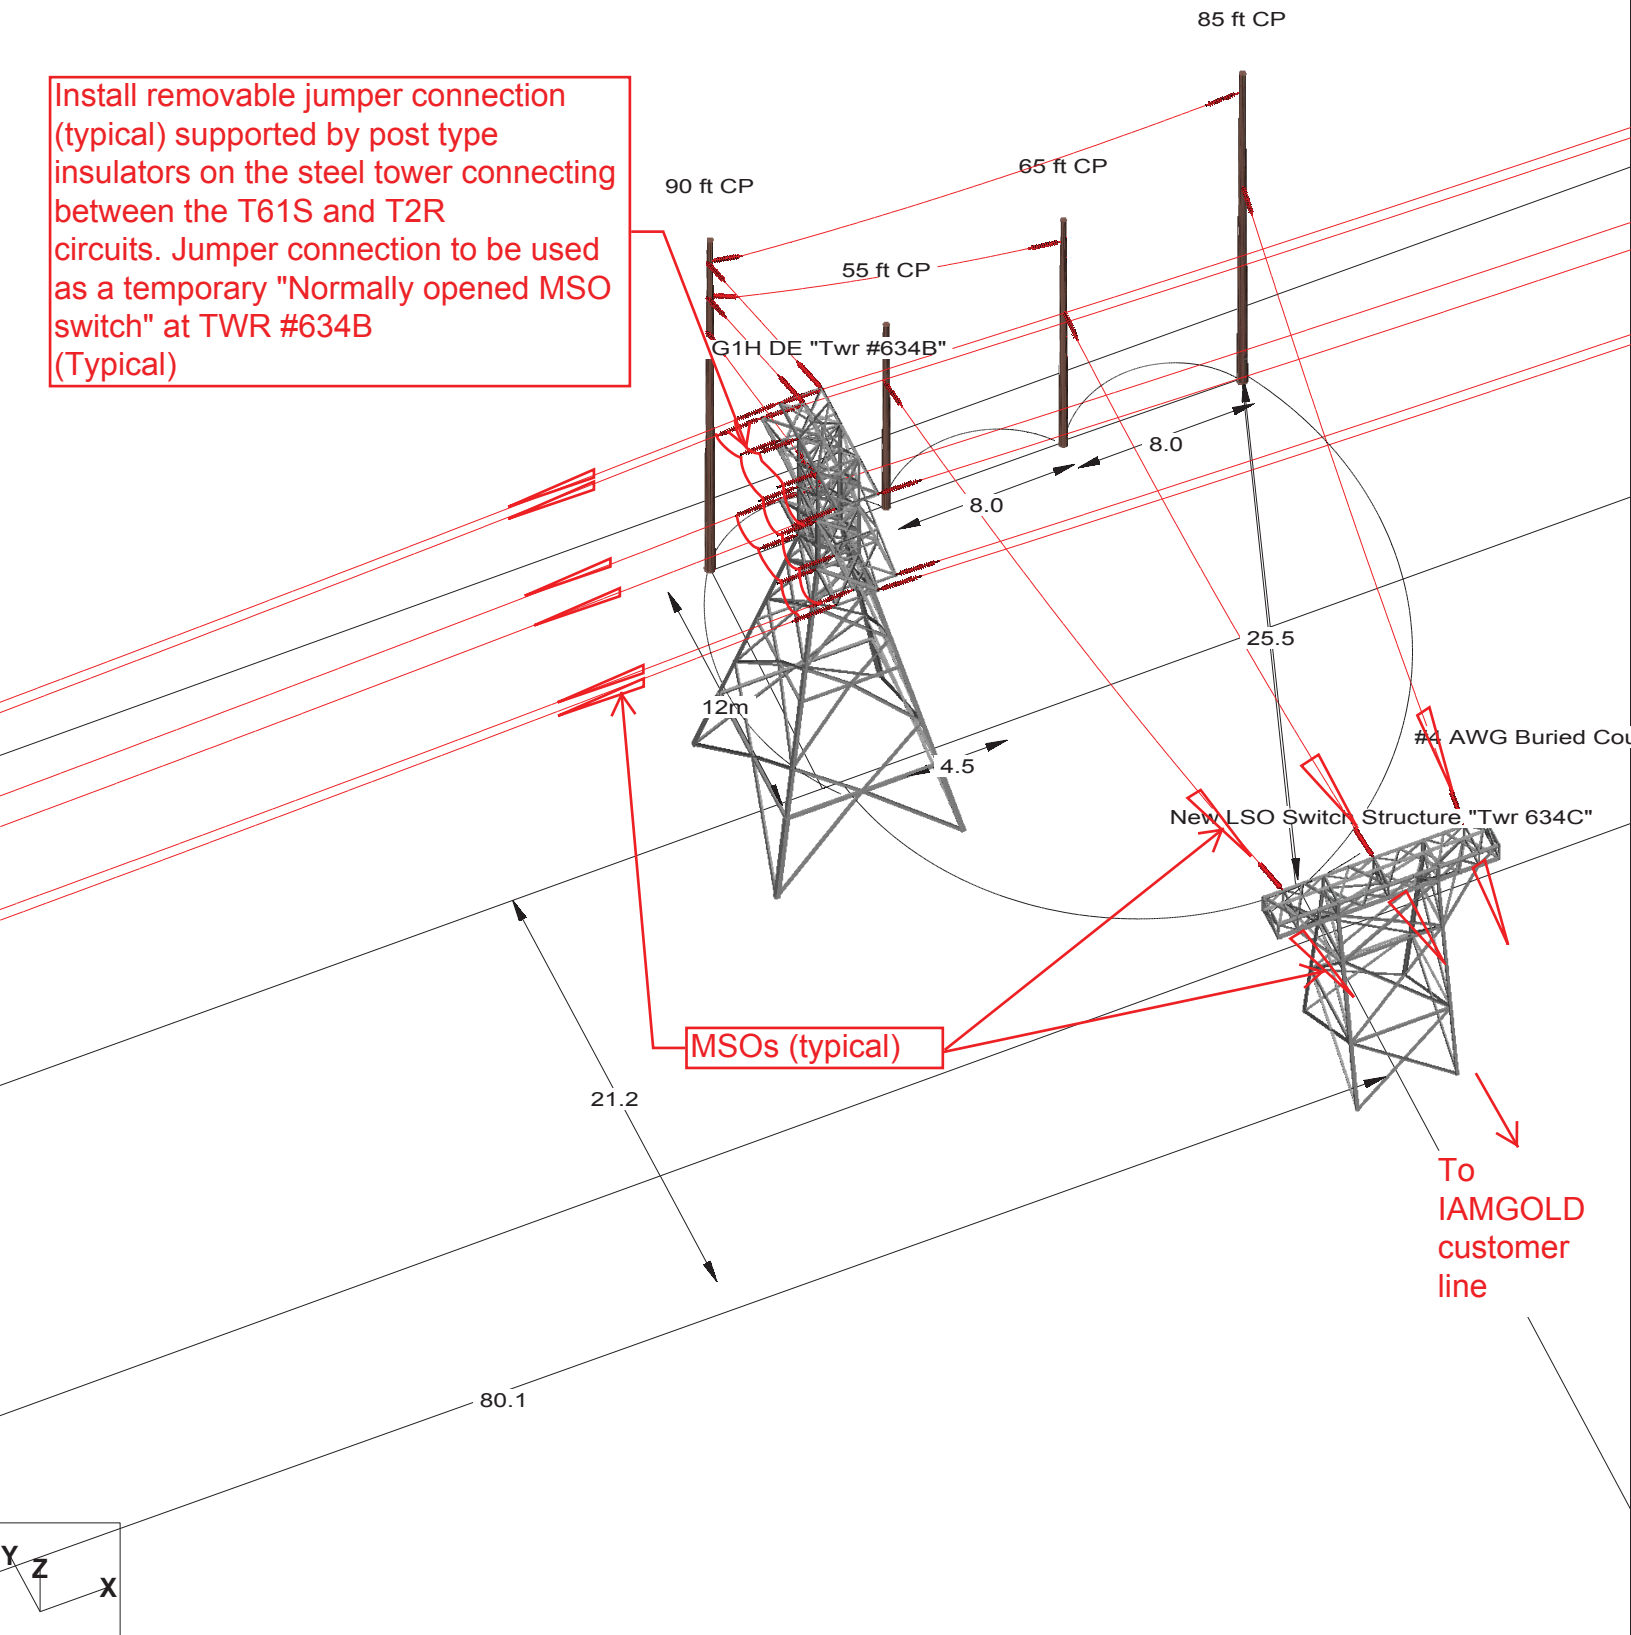 85 ft CP
Install removable jumper connection
(typical) supported by post type
insulators on the steel tower connecting
between the T61S and T2R
circuits. Jumper connection to be used
as a temporary "Normally opened MSO
switch" at TWR #634B
(Typical)
90 ft CP
65 ft CP
55 ft CP
G1H DE "Twr #634B"
8.0
8.0
25.5
12m
4.5
#4 AWG Buried Cou
New LSO Switch Structure "Twr 634C"
MSOs (typical)
21.2
To
IAMGOLD
customer
line
80.1
Y
Z
X